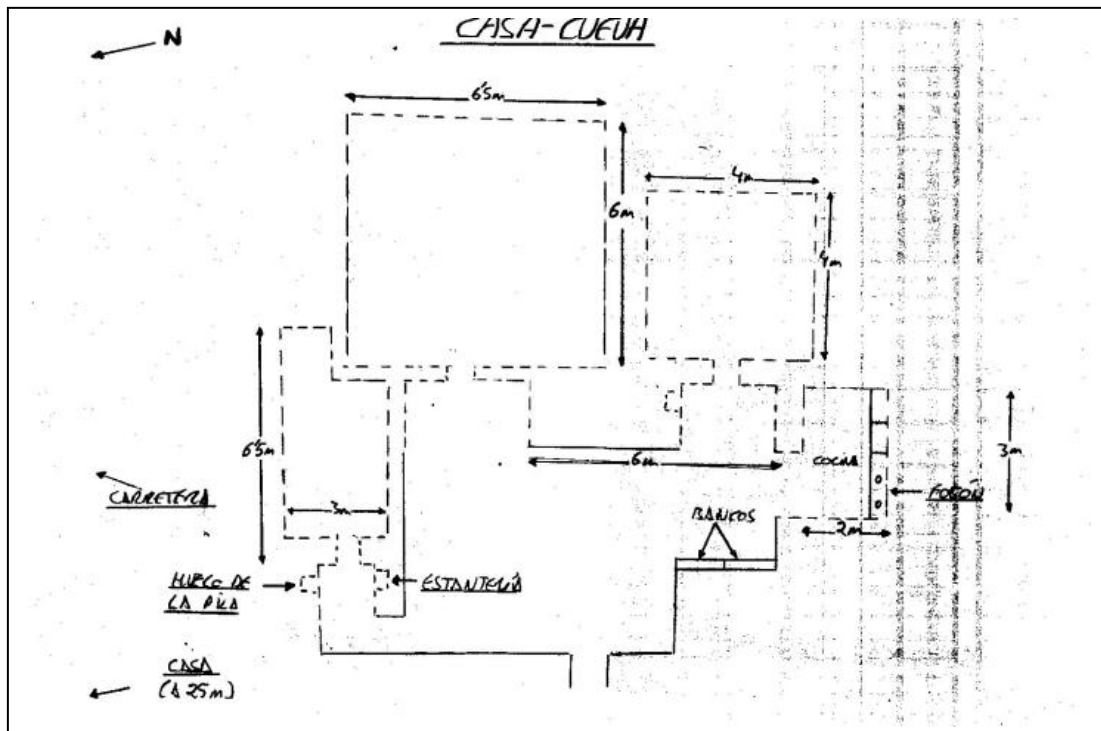 N
CASA-CUEVA
6'5m
4m
6m
4m
6'5m
3m
6m
COCINA
3m
CARRETERA
FOGÓN
BANCOS
2m
HUECO DE
LA PILA
ESTANTERÍA
CASA
(A 25m)